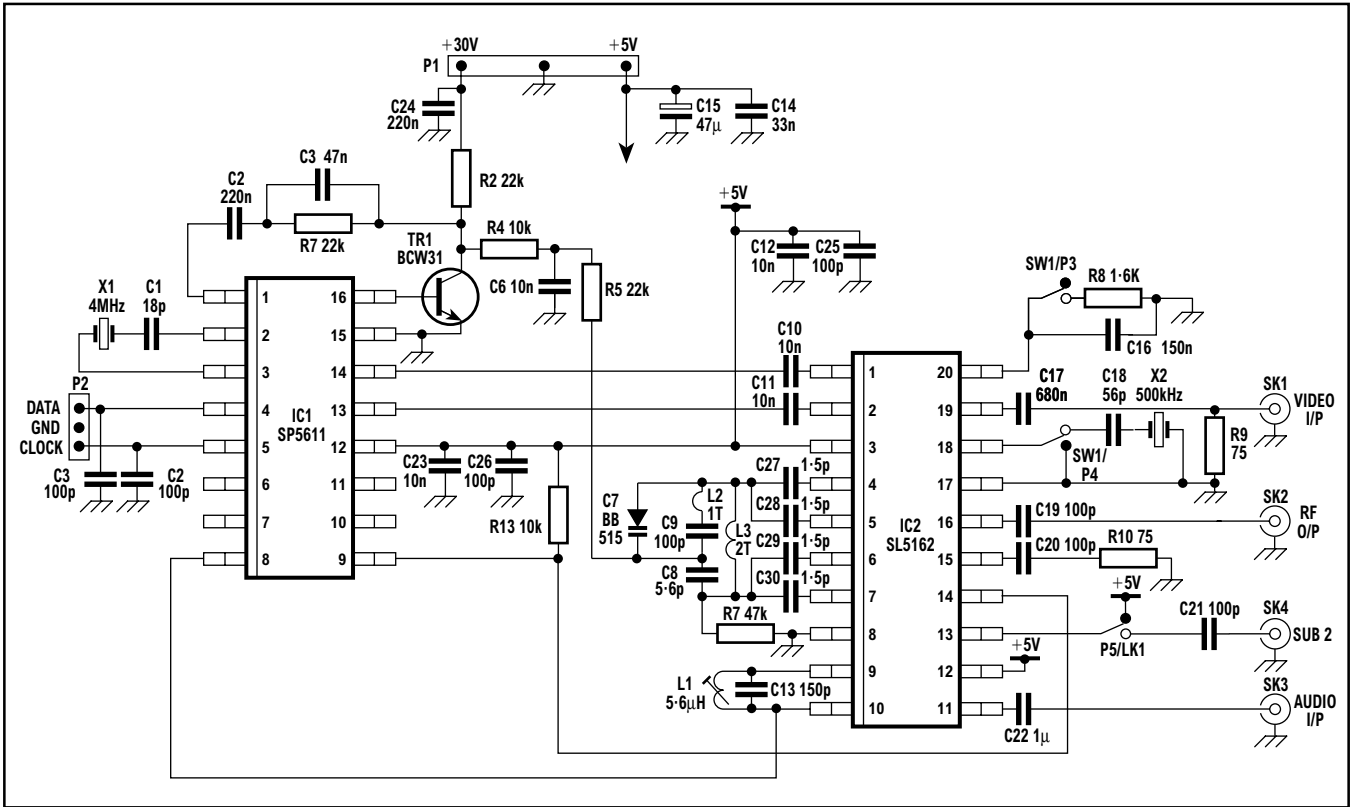 +30V
+5V
P1
C24
220n
C15
47μ
C14
33n
C3 47n
C2
220n
R2 22k
R7 22k
TR1
BCW31
R4 10k
C6 10n
R5 22k
+5V
C12
10n
C25
100p
SW1/P3
R8 1·6K
C16 150n
X1
4MHz
C1
18p
1
2
3
4
5
6
7
8
16
15
14
13
12
11
10
9
IC1
SP5611
P2
DATA
GND
CLOCK
C3
100p
C2
100p
C23
10n
C26
100p
R13 10k
C10
10n
C11
10n
C7
BB
515
L2
1T
C9
100p
L3
2T
C8
5·6p
C27
1·5p
C28
1·5p
C29
1·5p
C30
1·5p
R7 47k
L1
5·6μH
C13 150p
1
2
3
4
5
6
7
8
9
10
20
19
18
17
16
15
14
13
12
11
IC2
SL5162
C17
680n
C18
56p
X2
500kHz
SW1/
P4
R9
75
SK1
VIDEO
I/P
C19 100p
SK2
RF
O/P
C20 100p
R10 75
+5V
P5/LK1
C21 100p
SK4
SUB 2
+5V
C22 1μ
SK3
AUDIO
I/P